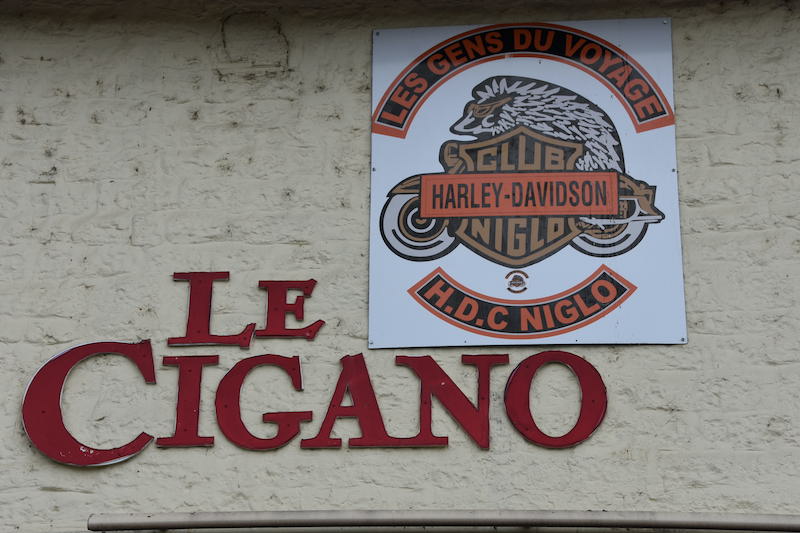 LES GENS DU VOYAGE
CLUB
HARLEY-DAVIDSON
NIGLO
H.D.C NIGLO
LE
CIGANO